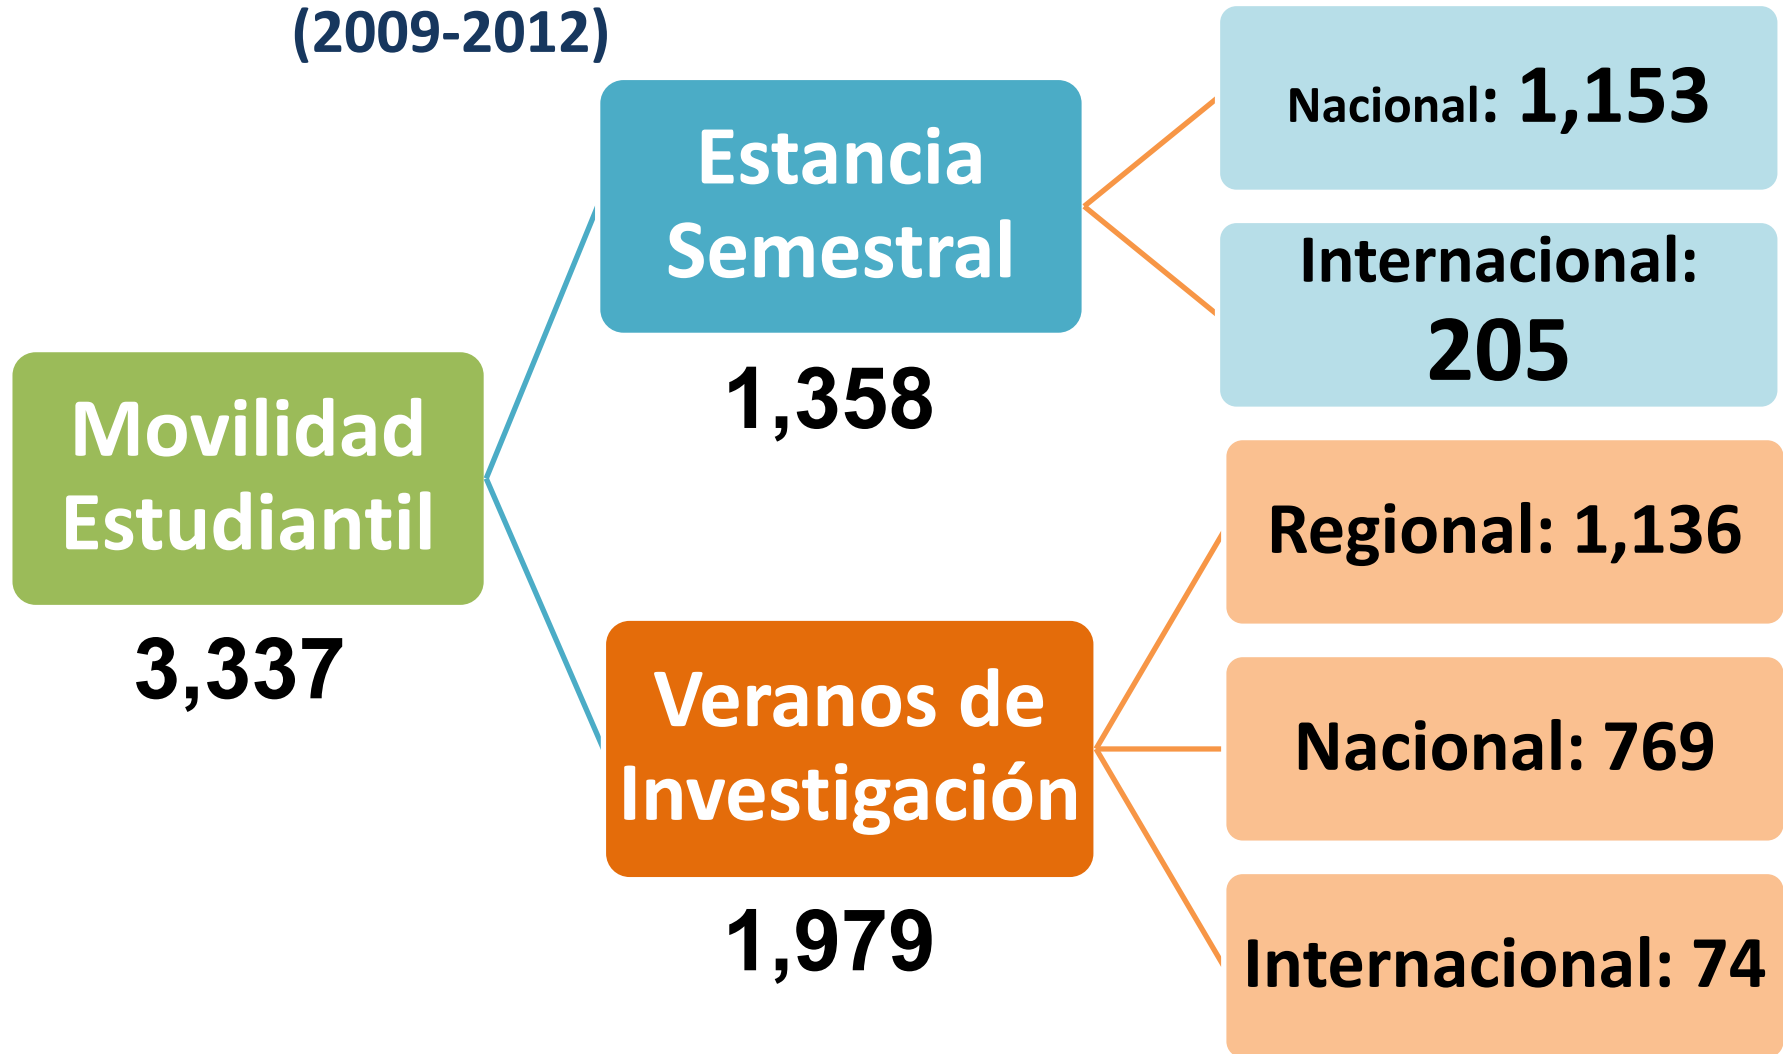 (2009-2012)
Movilidad
Estudiantil
3,337
Estancia
Semestral
1,358
Nacional: 1,153
Internacional:
205
Veranos de
Investigación
1,979
Regional: 1,136
Nacional: 769
Internacional: 74